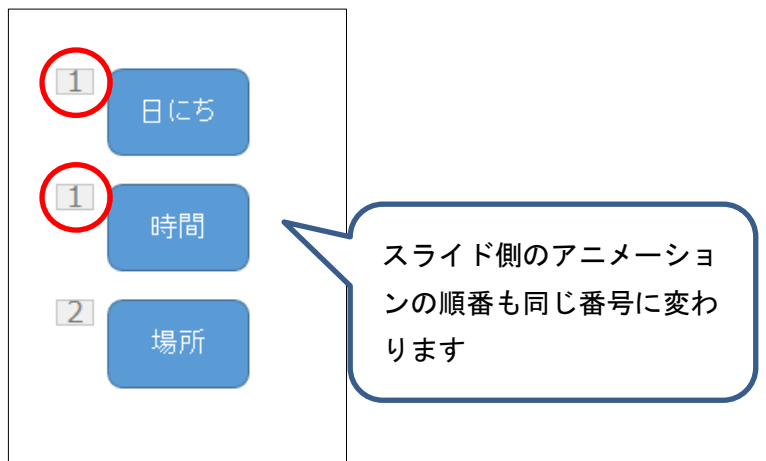 1
日にち
1
時間
2
場所
スライド側のアニメーショ
ンの順番も同じ番号に変わ
ります